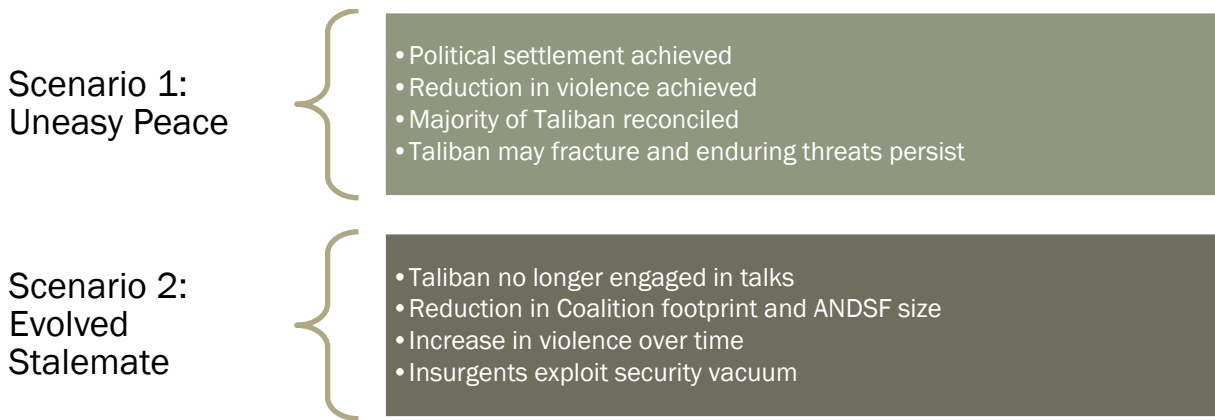 Scenario 1:
Uneasy Peace
• Political settlement achieved
• Reduction in violence achieved
• Majority of Taliban reconciled
• Taliban may fracture and enduring threats persist
Scenario 2:
Evolved
Stalemate
• Taliban no longer engaged in talks
• Reduction in Coalition footprint and ANDSF size
• Increase in violence over time
• Insurgents exploit security vacuum